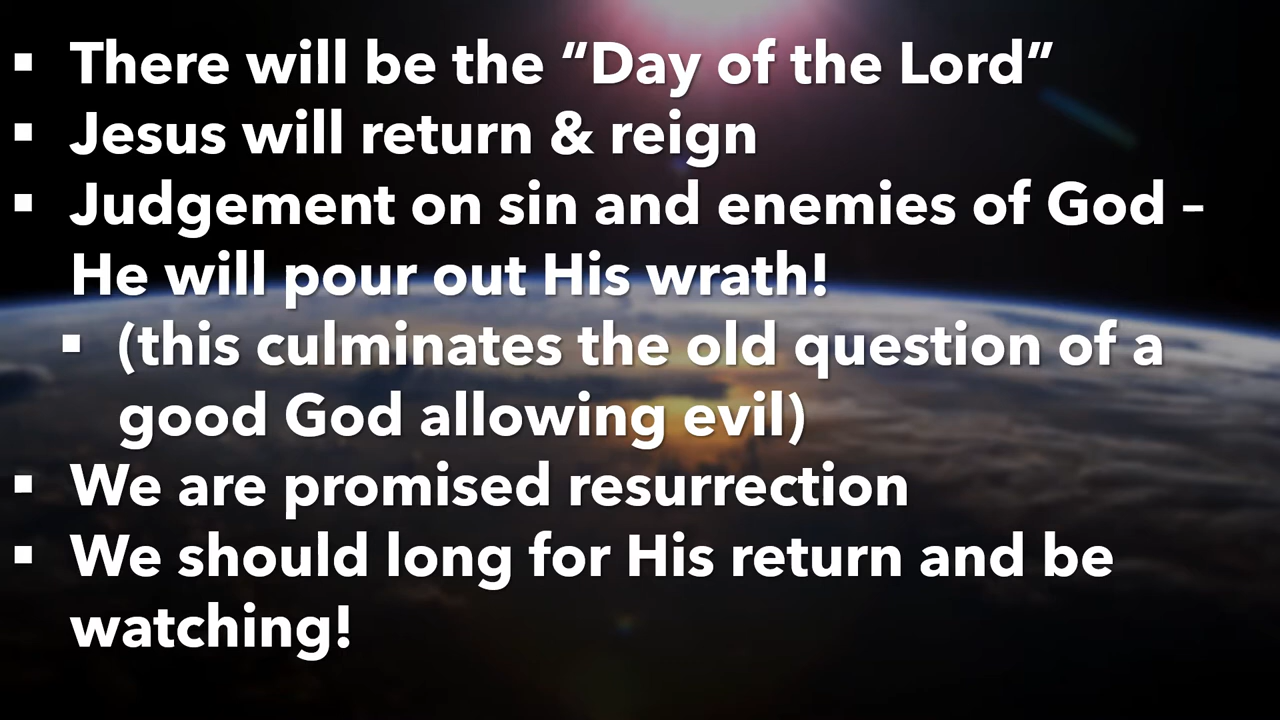 ▪ There will be the “Day of the Lord”
▪ Jesus will return & reign
▪ Judgement on sin and enemies of God –
He will pour out His wrath!
▪ (this culminates the old question of a
good God allowing evil)
▪ We are promised resurrection
▪ We should long for His return and be
watching!